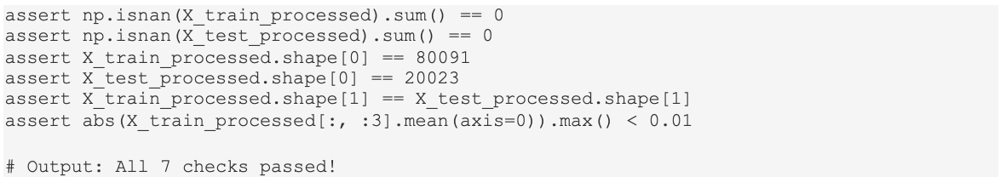 assert np.isnan(X_train_processed).sum() == 0
assert np.isnan(X_test_processed).sum() == 0
assert X_train_processed.shape[0] == 80091
assert X_test_processed.shape[0] == 20023
assert X_train_processed.shape[1] == X_test_processed.shape[1]
assert abs(X_train_processed[:, :3].mean(axis=0)).max() < 0.01
# Output: All 7 checks passed!